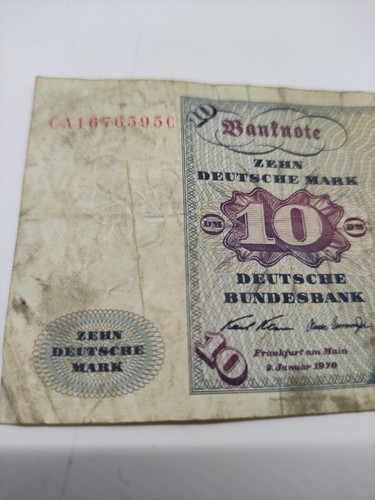 CA1676595C
10
Banknote
ZEHN
DEUTSCHE MARK
DM 10 DM
DEUTSCHE
BUNDESBANK
ZEHN
DEUTSCHE
MARK
10
Frankfurt am Main
2. Januar 1970